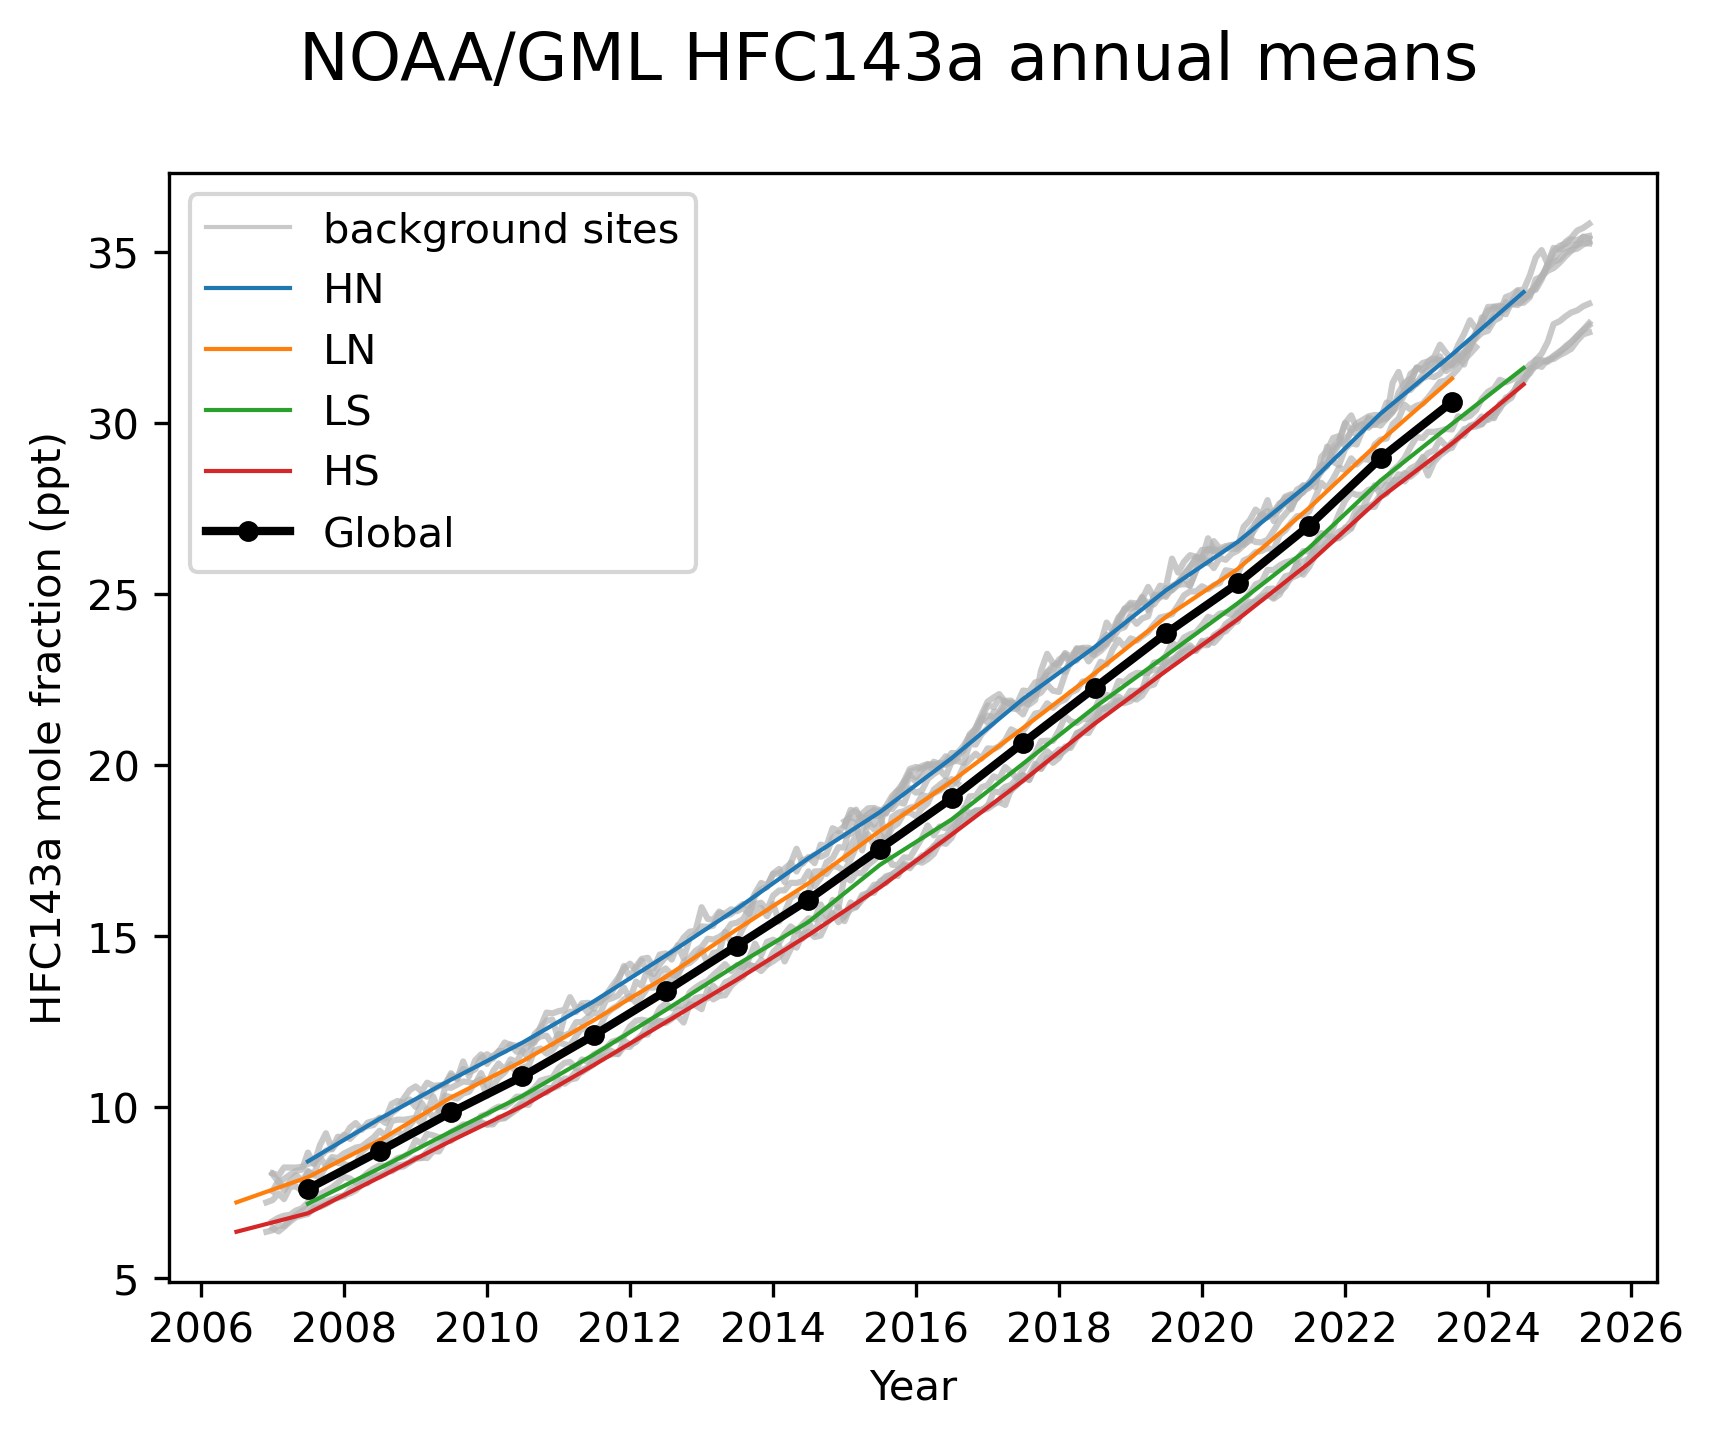 NOAA/GML HFC143a annual means
background sites
HN
LN
LS
HS
Global
35
30
25
20
15
10
5
HFC143a mole fraction (ppt)
2006 2008 2010 2012 2014 2016 2018 2020 2022 2024 2026
Year